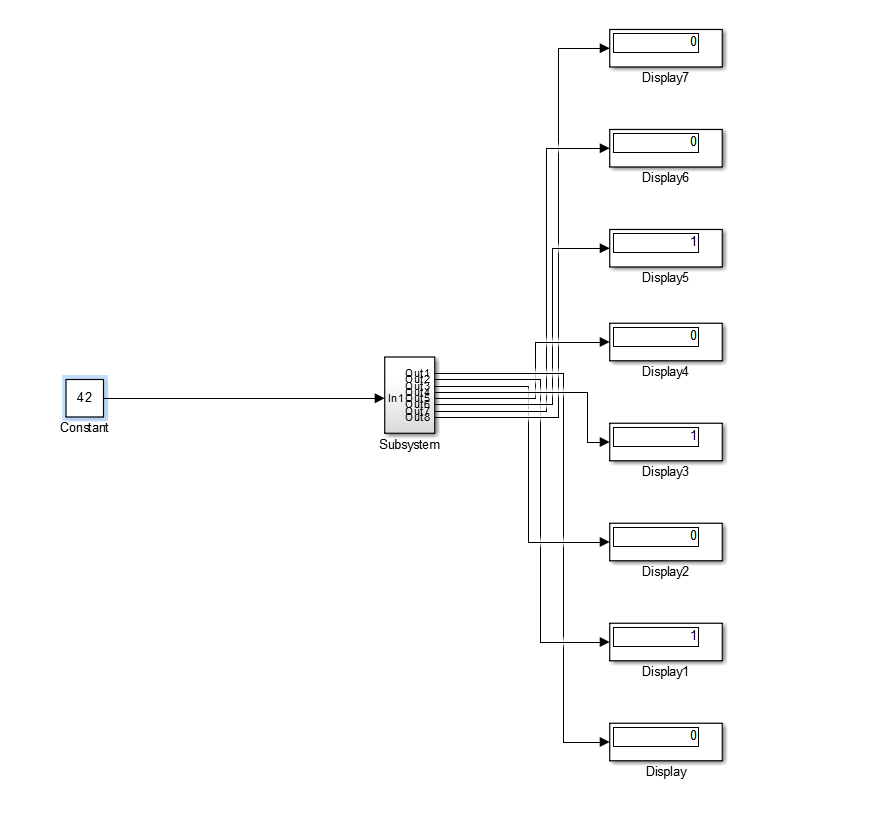 0
Display7
0
Display6
1
Display5
0
Display4
42
Constant
In1
Out1
Out2
Out3
Out4
Out5
Out6
Out7
Out8
Subsystem
1
Display3
0
Display2
1
Display1
0
Display